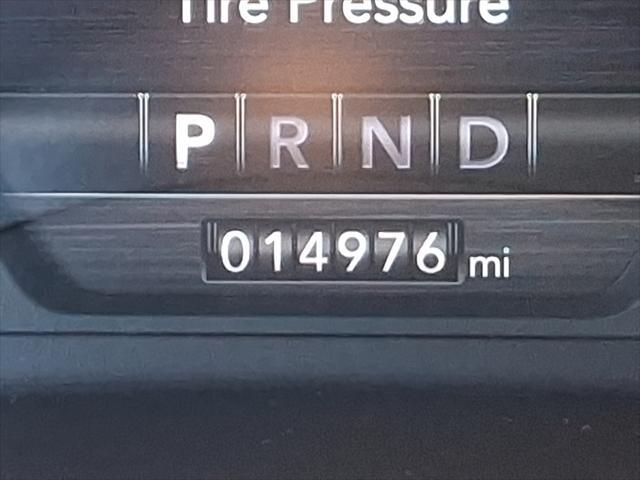 Tire Pressure
P R N D
014976 mi